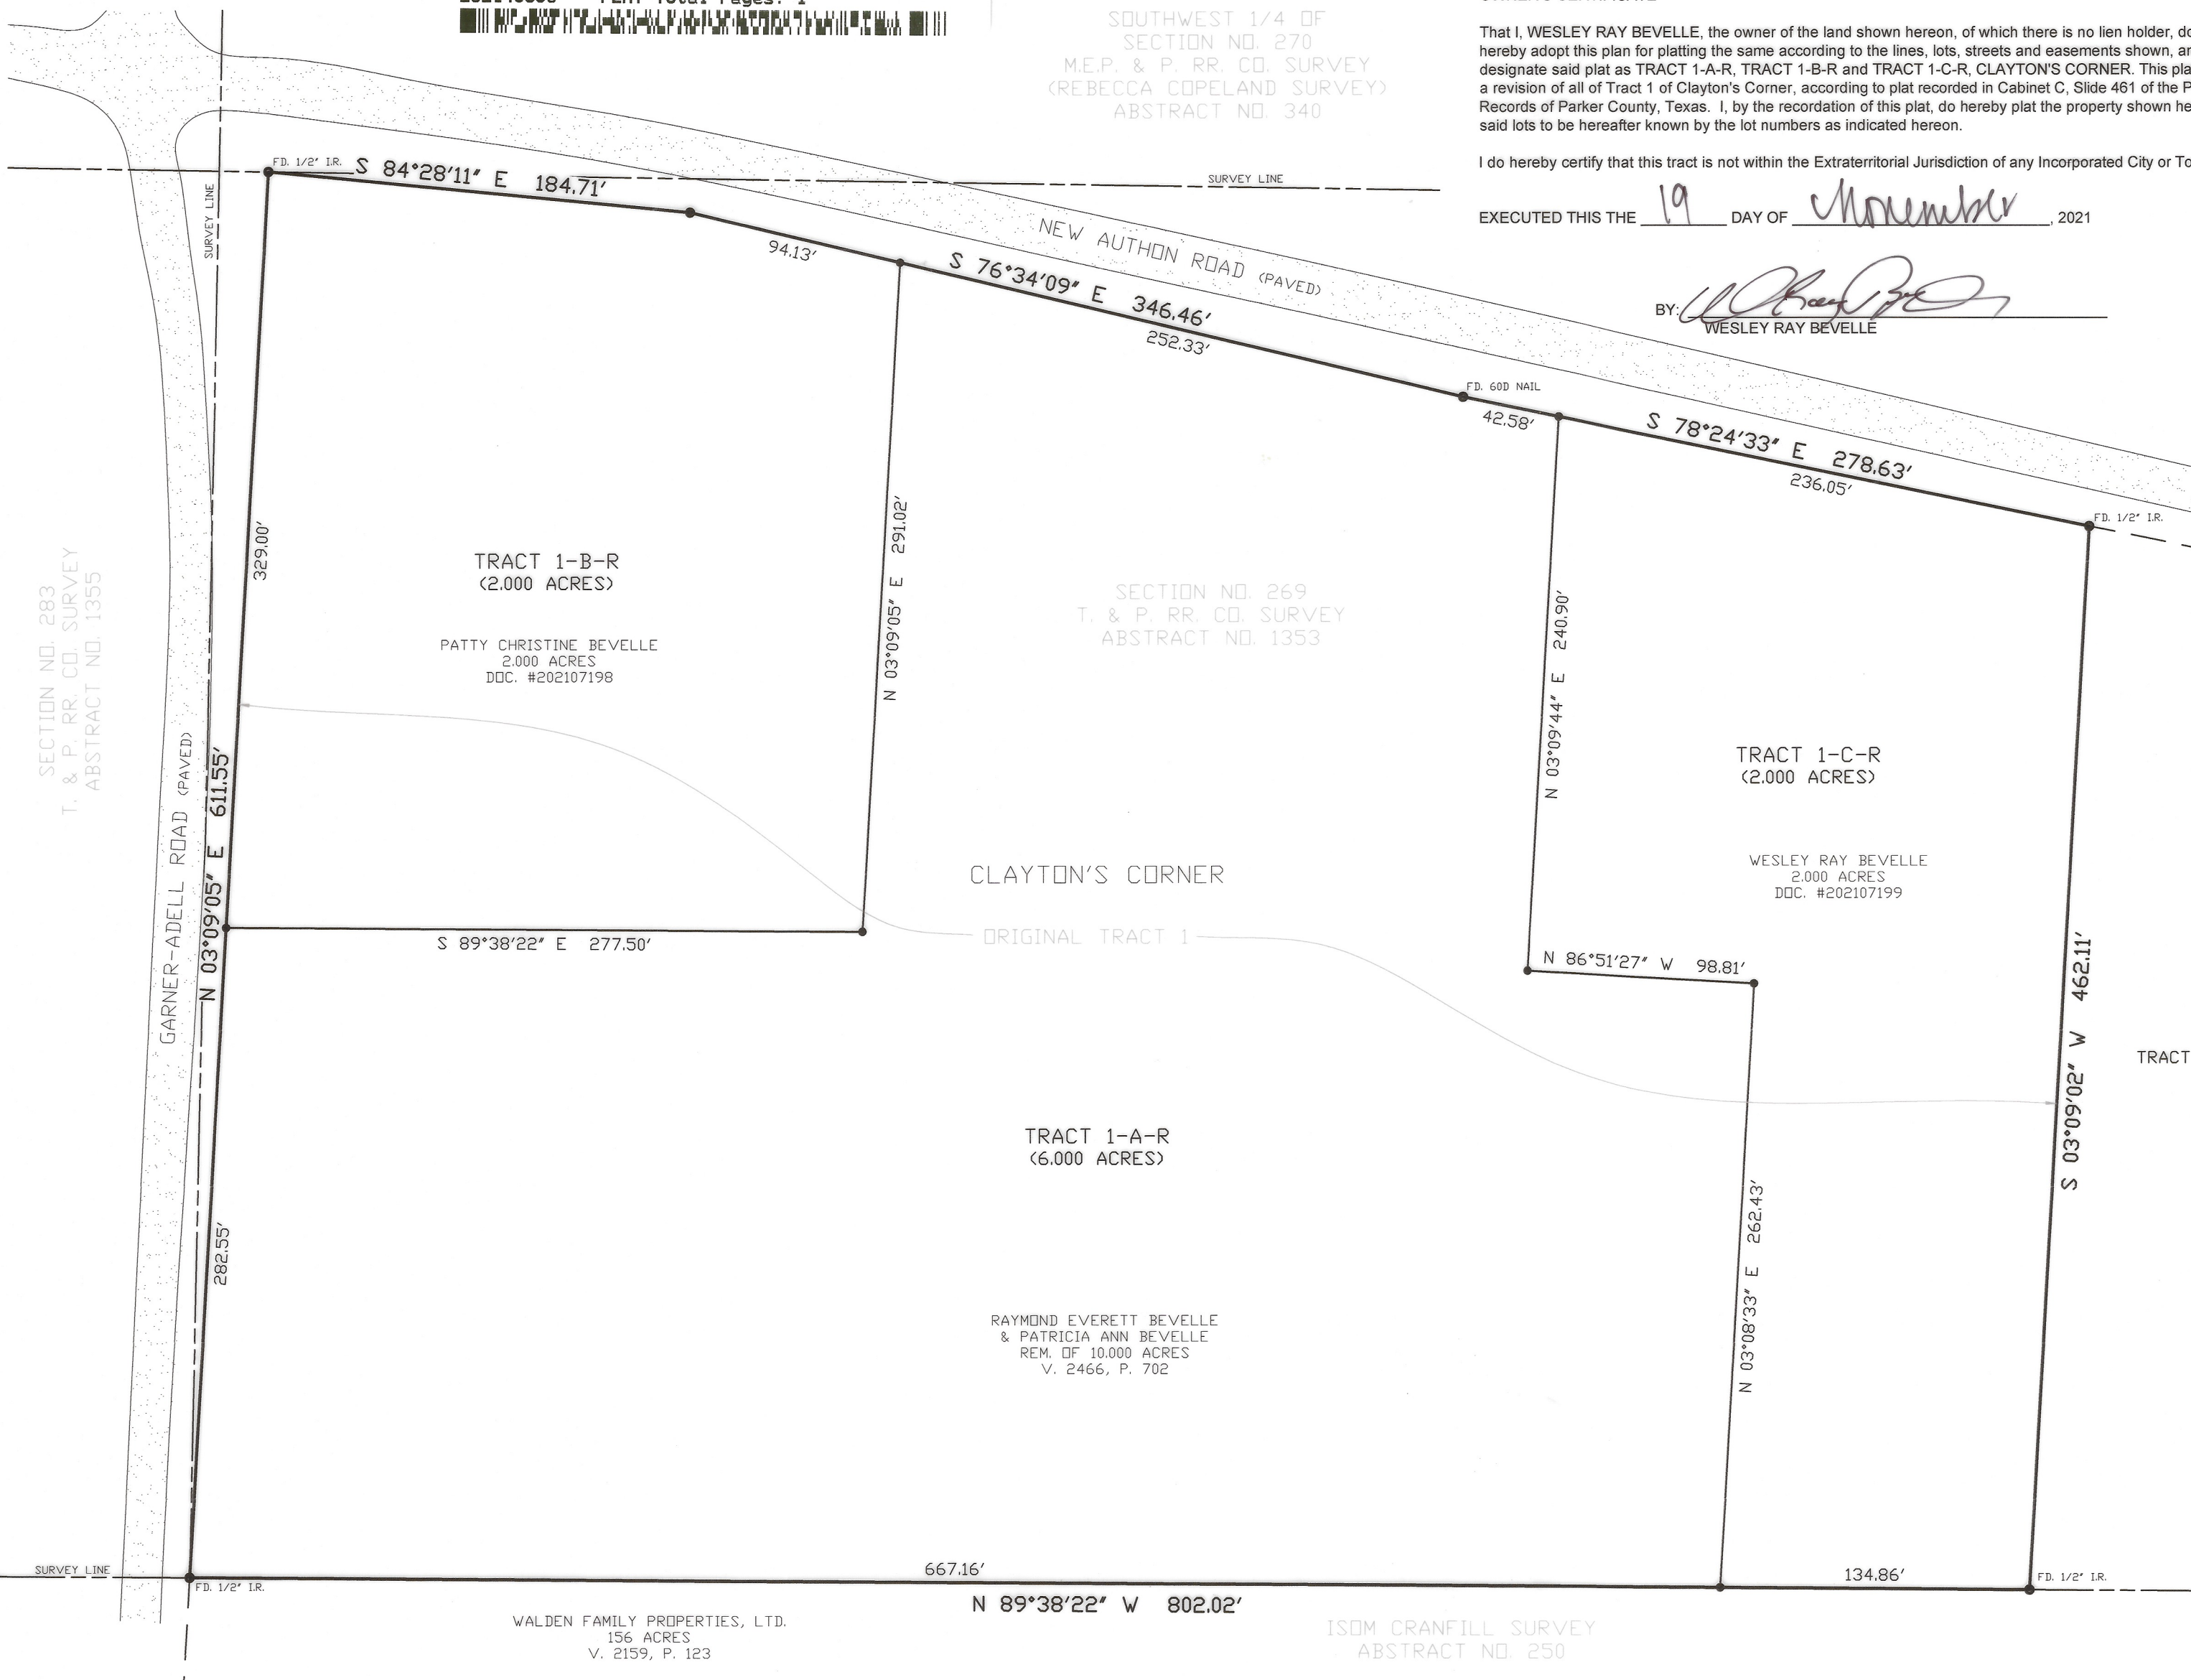 PLAT Total Pages: 1
SOUTHWEST 1/4 OF
SECTION NO. 270
M.E.P. & P. RR. CO. SURVEY
(REBECCA COPELAND SURVEY)
ABSTRACT NO. 340
That I, WESLEY RAY BEVELLE, the owner of the land shown hereon, of which there is no lien holder, do
hereby adopt this plan for platting the same according to the lines, lots, streets and easements shown, an
designate said plat as TRACT 1-A-R, TRACT 1-B-R and TRACT 1-C-R, CLAYTON'S CORNER. This pla
a revision of all of Tract 1 of Clayton's Corner, according to plat recorded in Cabinet C, Slide 461 of the P
Records of Parker County, Texas. I, by the recordation of this plat, do hereby plat the property shown he
said lots to be hereafter known by the lot numbers as indicated hereon.
I do hereby certify that this tract is not within the Extraterritorial Jurisdiction of any Incorporated City or To
EXECUTED THIS THE 19 DAY OF November, 2021
BY:
WESLEY RAY BEVELLE
FD. 1/2" I.R.
S 84°28'11" E 184.71'
SURVEY LINE
SURVEY LINE
94.13'
NEW AUTHON ROAD (PAVED)
S 76°34'09" E 346.46'
252.33'
FD. 60D NAIL
42.58'
S 78°24'33" E 278.63'
236.05'
FD. 1/2" I.R.
329.00'
TRACT 1-B-R
(2.000 ACRES)
PATTY CHRISTINE BEVELLE
2.000 ACRES
DOC. #202107198
N 03°09'05" E 291.02'
SECTION NO. 269
T. & P. RR. CO. SURVEY
ABSTRACT NO. 1353
N 03°09'44" E 240.90'
TRACT 1-C-R
(2.000 ACRES)
WESLEY RAY BEVELLE
2.000 ACRES
DOC. #202107199
SECTION NO. 283
T. & P. RR. CO. SURVEY
ABSTRACT NO. 1355
GARNER-ADELL ROAD (PAVED)
N 03°09'05" E 611.55'
CLAYTON'S CORNER
ORIGINAL TRACT 1
S 89°38'22" E 277.50'
N 86°51'27" W 98.81'
S 03°09'02" W 462.11'
TRACT
282.55'
TRACT 1-A-R
(6.000 ACRES)
N 03°08'33" E 262.43'
RAYMOND EVERETT BEVELLE
& PATRICIA ANN BEVELLE
REM. OF 10.000 ACRES
V. 2466, P. 702
SURVEY LINE
FD. 1/2" I.R.
667.16'
134.86'
FD. 1/2" I.R.
N 89°38'22" W 802.02'
WALDEN FAMILY PROPERTIES, LTD.
156 ACRES
V. 2159, P. 123
ISOM CRANFILL SURVEY
ABSTRACT NO. 250